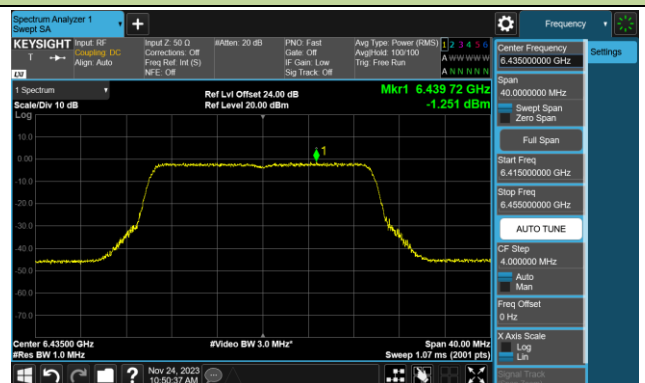 Spectrum Analyzer 1
Swept SA
Frequency
KEYSIGHT
Input: RF
Coupling: DC
Align: Auto
Input Z: 50 Ω
Corrections: Off
Freq Ref: Int (S)
NFE: Off
#Atten: 20 dB
PNO: Fast
Gate: Off
IF Gain: Low
Sig Track: Off
Avg Type: Power (RMS)
Avg|Hold: 100/100
Trig: Free Run
1 2 3 4 5 6
A W W W W W
A N N N N N
LXI
1 Spectrum
Scale/Div 10 dB
Log
Ref Lvl Offset 24.00 dB
Ref Level 20.00 dBm
Mkr1 6.439 72 GHz
-1.251 dBm
10.0
0.00
-10.0
-20.0
-30.0
-40.0
-50.0
-60.0
-70.0
1
Center 6.43500 GHz
#Res BW 1.0 MHz
#Video BW 3.0 MHz*
Span 40.00 MHz
Sweep 1.07 ms (2001 pts)
Center Frequency
6.435000000 GHz
Settings
Span
40.0000000 MHz
Swept Span
Zero Span
Full Span
Start Freq
6.415000000 GHz
Stop Freq
6.455000000 GHz
AUTO TUNE
CF Step
4.000000 MHz
Auto
Man
Freq Offset
0 Hz
X Axis Scale
Log
Lin
Signal Track
Nov 24, 2023
10:50:37 AM